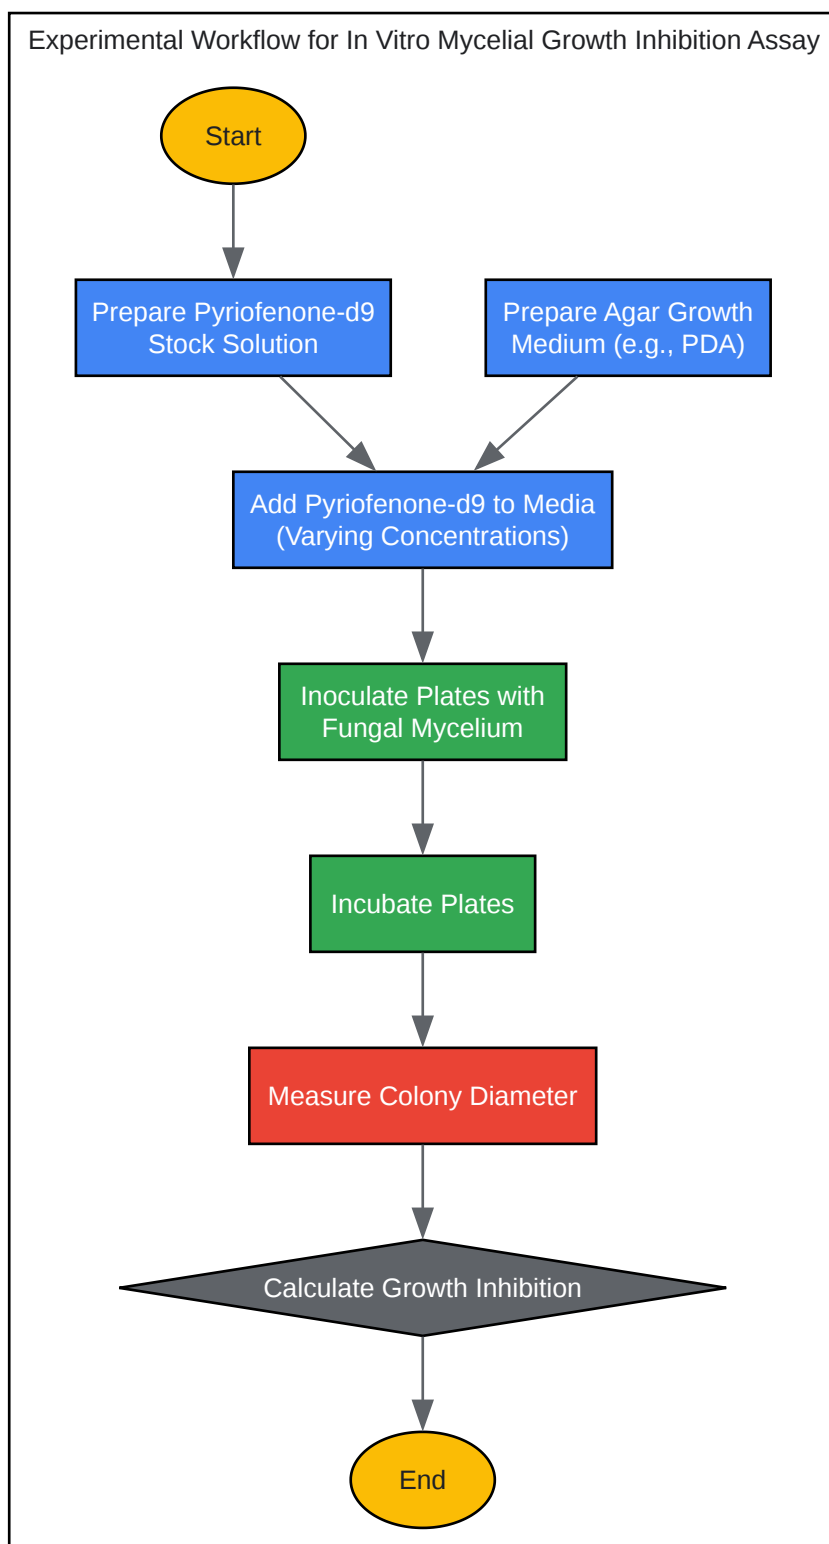 Experimental Workflow for In Vitro Mycelial Growth Inhibition Assay
Start
Prepare Pyriofenone-d9
Stock Solution
Prepare Agar Growth
Medium (e.g., PDA)
Add Pyriofenone-d9 to Media
(Varying Concentrations)
Inoculate Plates with
Fungal Mycelium
Incubate Plates
Measure Colony Diameter
Calculate Growth Inhibition
End